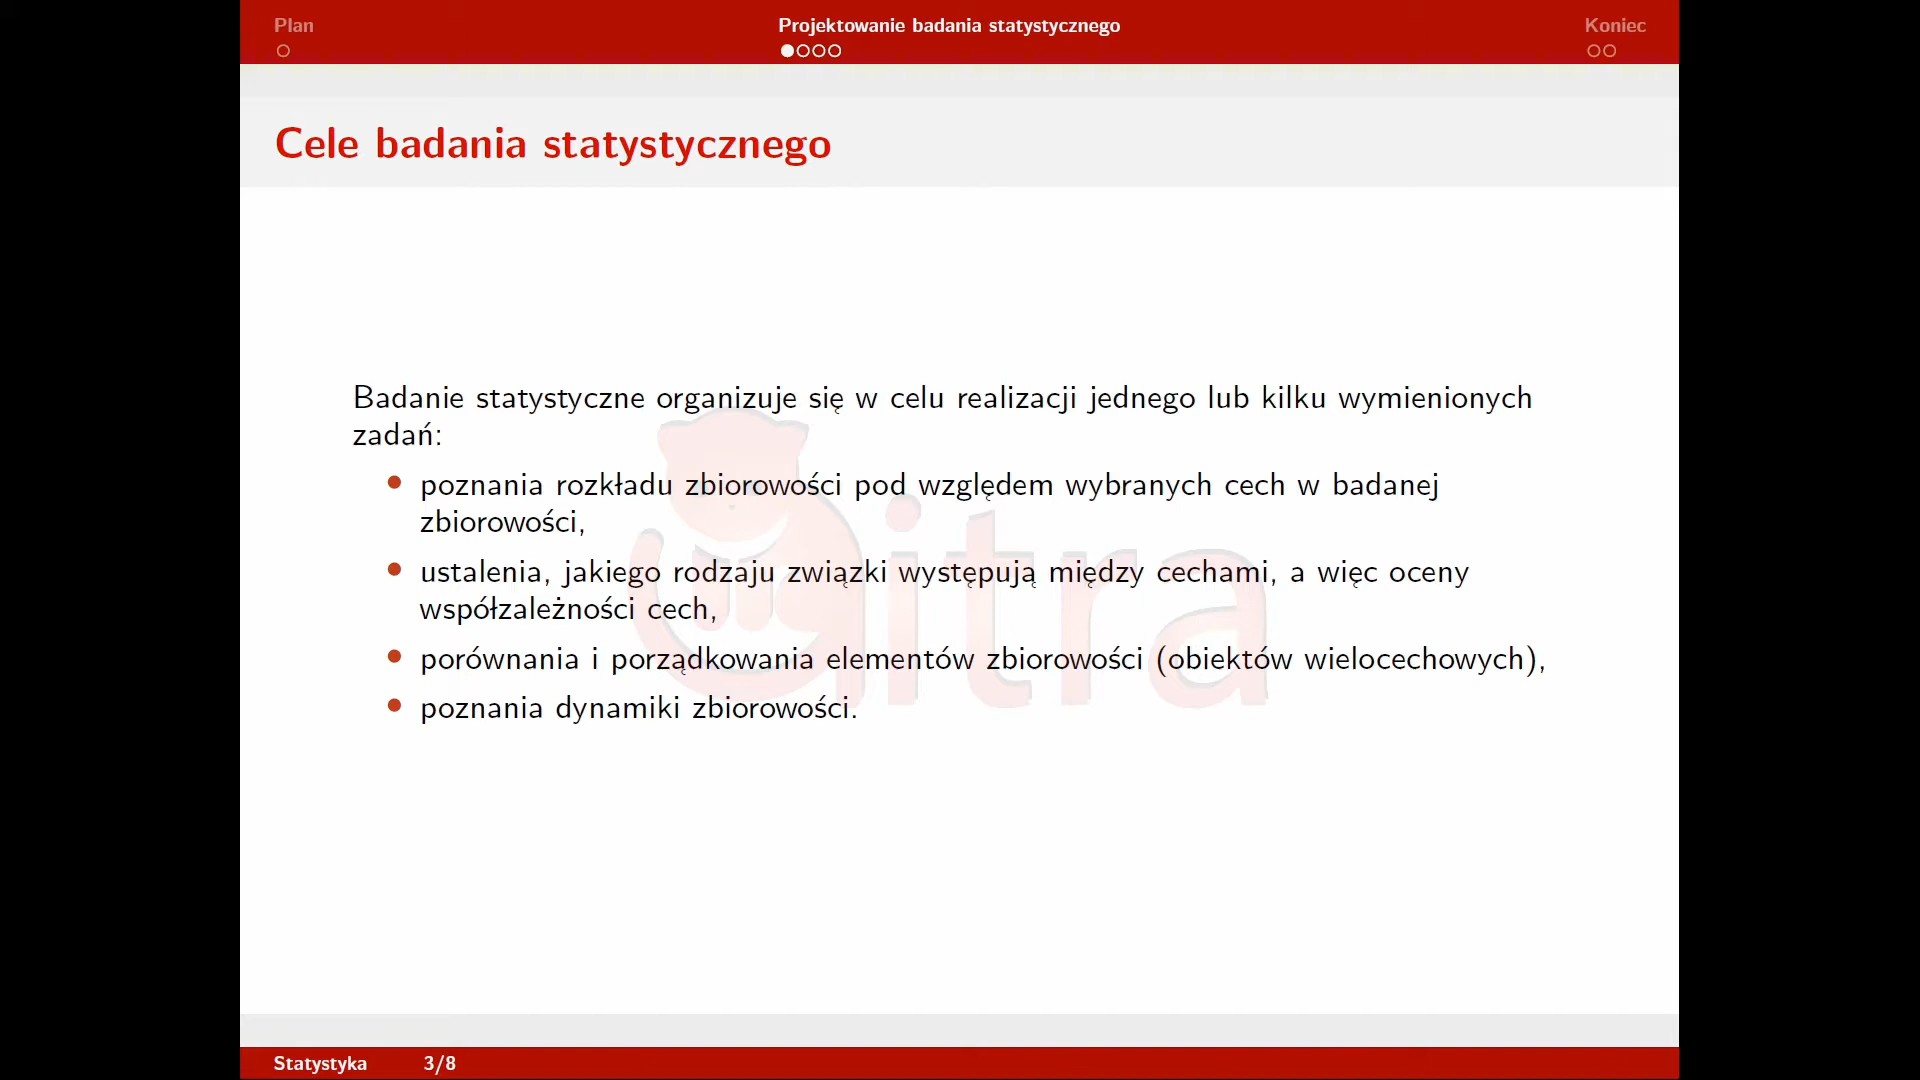 Plan
Projektowanie badania statystycznego
Koniec
Cele badania statystycznego
Badanie statystyczne organizuje się w celu realizacji jednego lub kilku wymienionych
zadań:
poznania rozkładu zbiorowości pod względem wybranych cech w badanej
zbiorowości,
ustalenia, jakiego rodzaju związki występują między cechami, a więc oceny
współzależności cech,
porównania i porządkowania elementów zbiorowości (obiektów wielocechowych),
poznania dynamiki zbiorowości.
itra
Statystyka 3/8